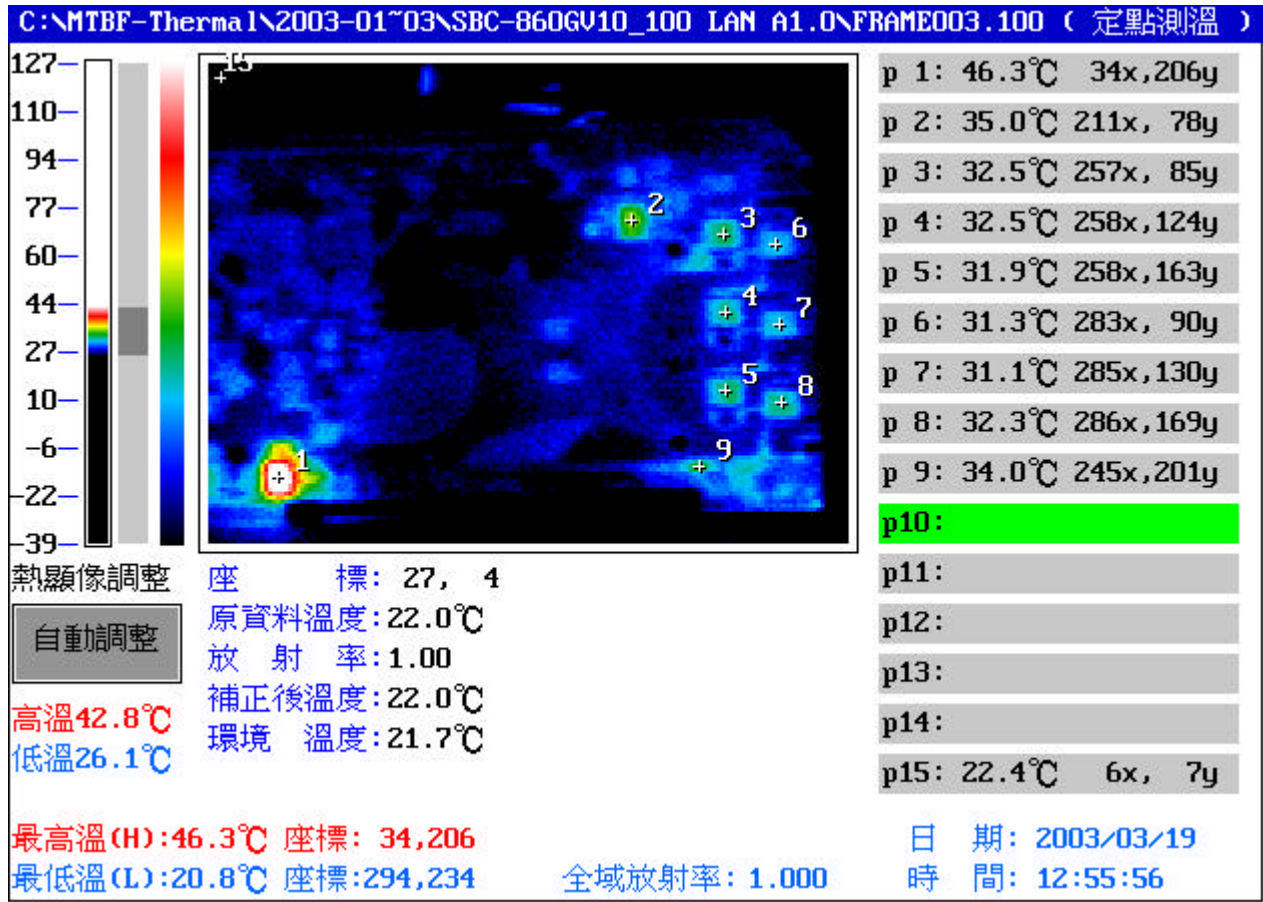 C:\MTBF-Thermal\2003-01~03\SBC-860GV10_100 LAN A1.0\FRAME003.100 ( 定點測溫 )
127
110
94
77
60
44
27
10
-6
-22
-39
15
2
3
6
4
7
5
8
9
1
p 1: 46.3℃ 34x,206y
p 2: 35.0℃ 211x, 78y
p 3: 32.5℃ 257x, 85y
p 4: 32.5℃ 258x,124y
p 5: 31.9℃ 258x,163y
p 6: 31.3℃ 283x, 90y
p 7: 31.1℃ 285x,130y
p 8: 32.3℃ 286x,169y
p 9: 34.0℃ 245x,201y
p10:
p11:
p12:
p13:
p14:
p15: 22.4℃ 6x, 7y
熱顯像調整
自動調整
高溫42.8℃
低溫26.1℃
座 標: 27, 4
原資料溫度:22.0℃
放 射 率:1.00
補正後溫度:22.0℃
環境 溫度:21.7℃
最高溫(H):46.3℃ 座標: 34,206
最低溫(L):20.8℃ 座標:294,234
全域放射率: 1.000
日 期: 2003/03/19
時 間: 12:55:56